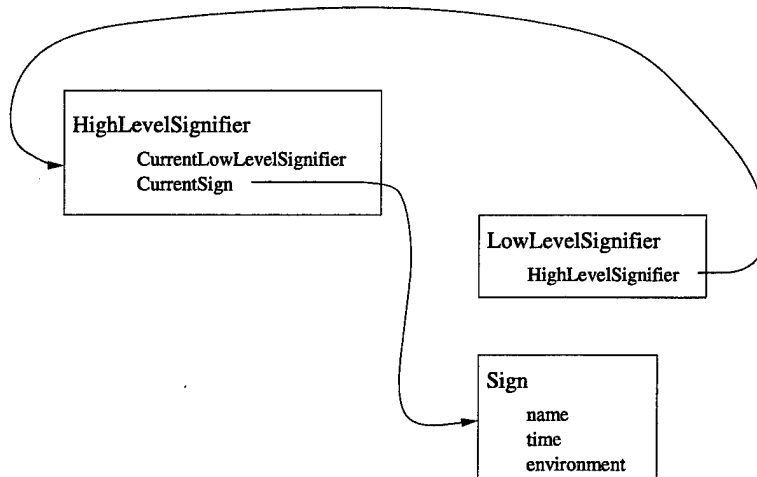 HighLevelSignifier
CurrentLowLevelSignifier
CurrentSign
LowLevelSignifier
HighLevelSignifier
Sign
name
time
environment